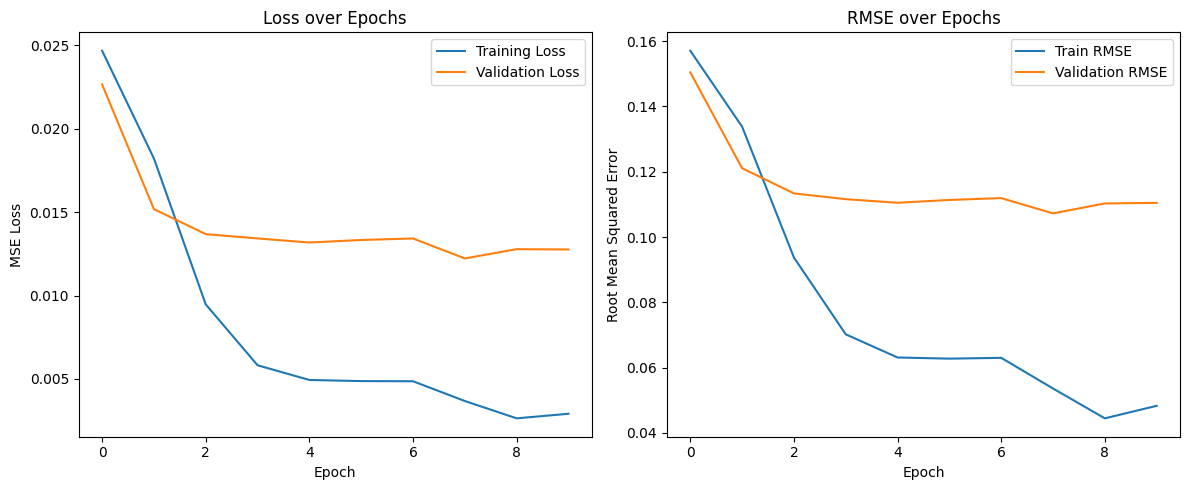 Loss over Epochs
0.025
0.020
0.015
0.010
0.005
MSE Loss
Training Loss
Validation Loss
0 2 4 6 8
Epoch
RMSE over Epochs
0.16
0.14
0.12
0.10
0.08
0.06
0.04
Root Mean Squared Error
Train RMSE
Validation RMSE
0 2 4 6 8
Epoch